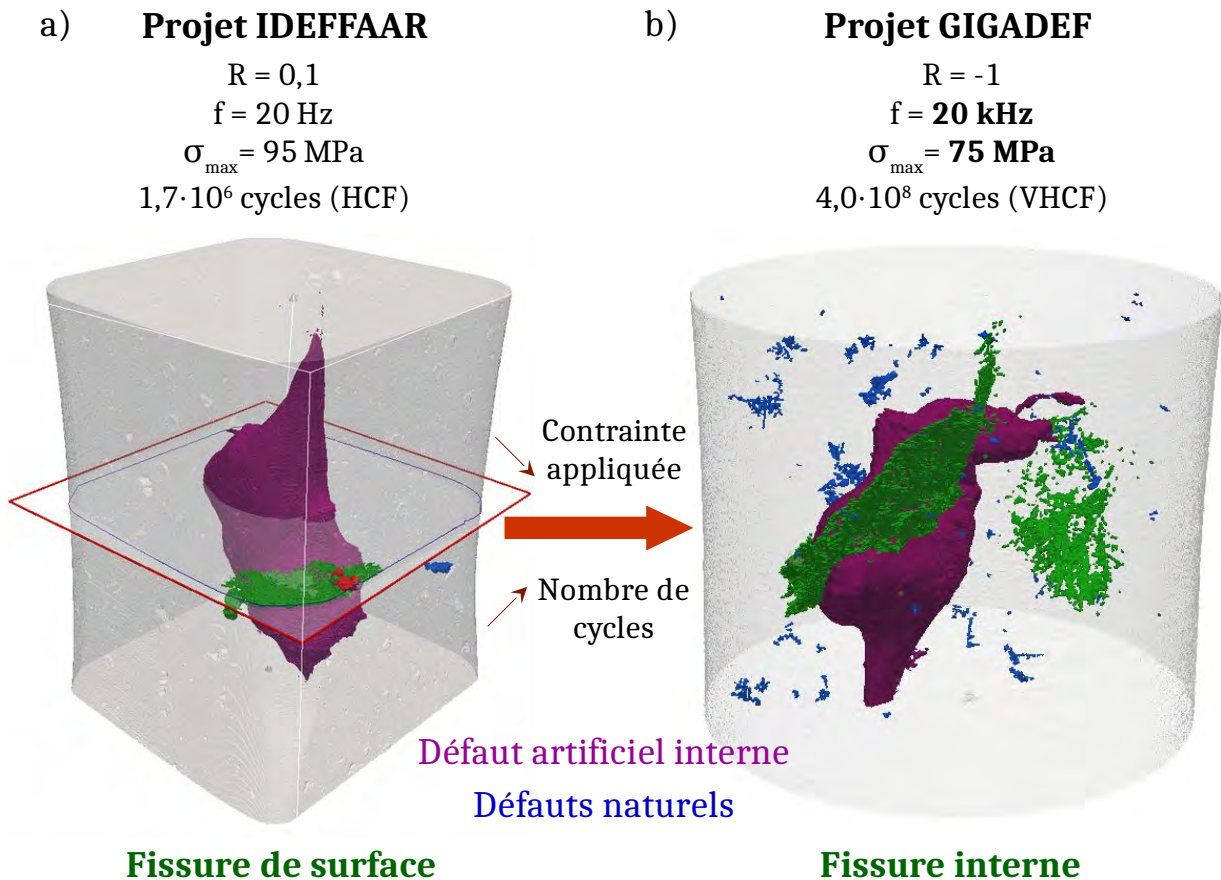 a) Projet IDEFFAAR
R = 0,1
f = 20 Hz
σmax= 95 MPa
1,7·10⁶ cycles (HCF)
b) Projet GIGADEF
R = -1
f = 20 kHz
σmax= 75 MPa
4,0·10⁸ cycles (VHCF)
Contrainte
appliquée
Nombre de
cycles
Défaut artificiel interne
Défauts naturels
Fissure de surface
Fissure interne